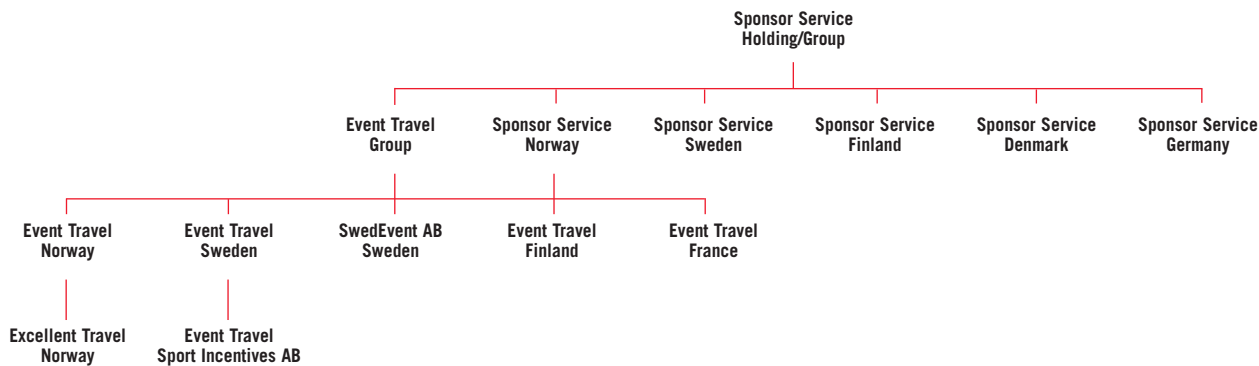 Sponsor Service
Holding/Group
Event Travel
Group
Sponsor Service
Norway
Sponsor Service
Sweden
Sponsor Service
Finland
Sponsor Service
Denmark
Sponsor Service
Germany
Event Travel
Norway
Event Travel
Sweden
SwedEvent AB
Sweden
Event Travel
Finland
Event Travel
France
Excellent Travel
Norway
Event Travel
Sport Incentives AB